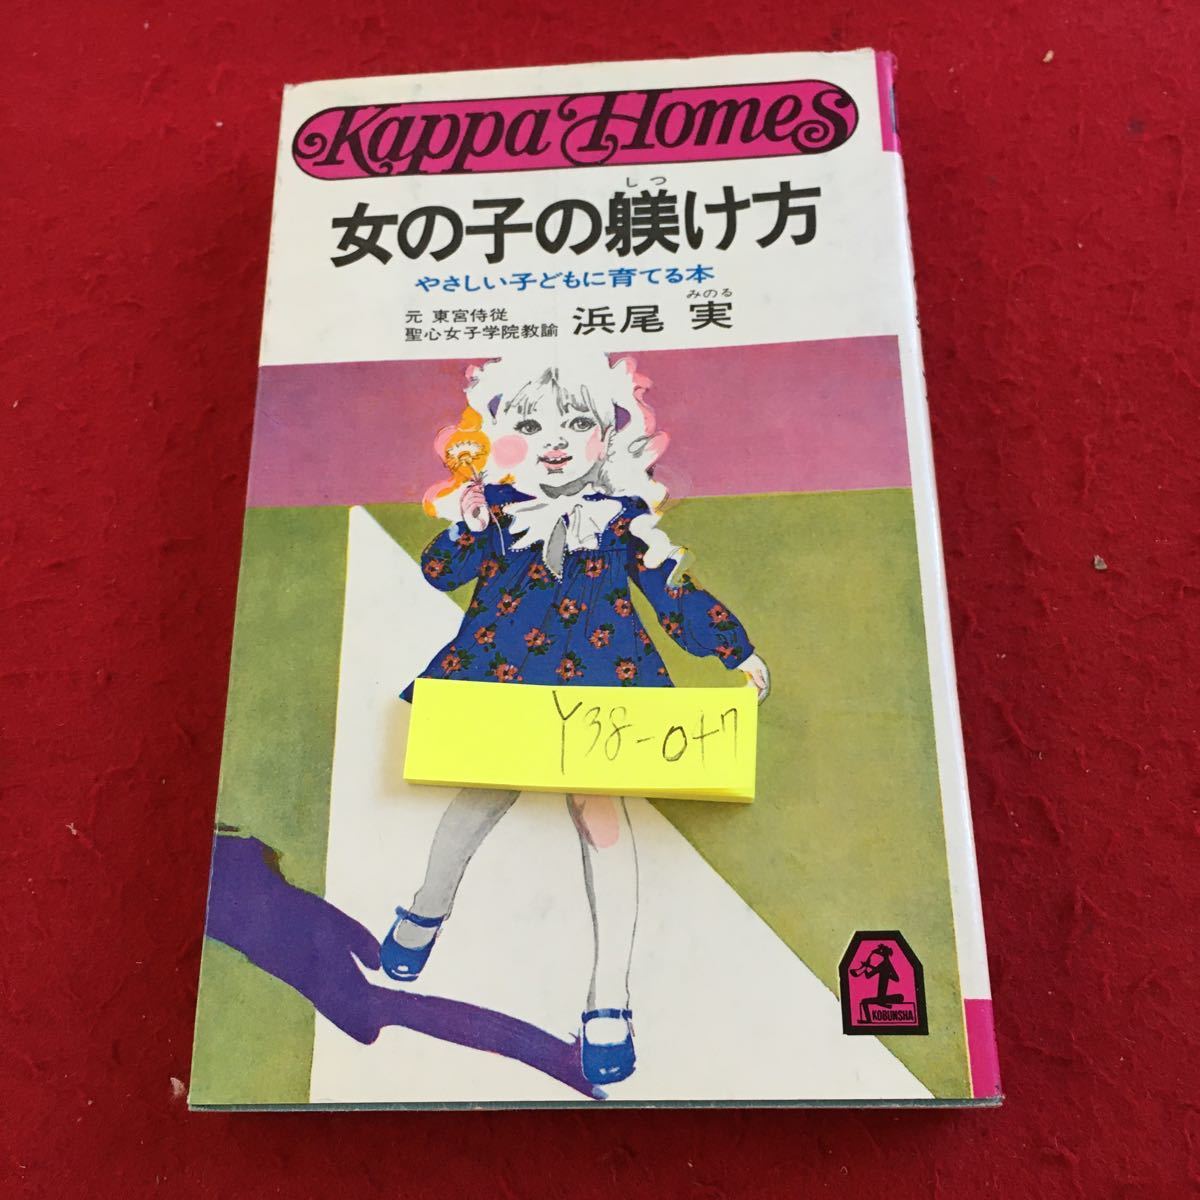 Kappa Homes
しつ
女の子の躾け方
やさしい子どもに育てる本
元 東宮侍従
聖心女子学院教諭
みのる
浜尾 実
Y38-047
KOBUNSHA